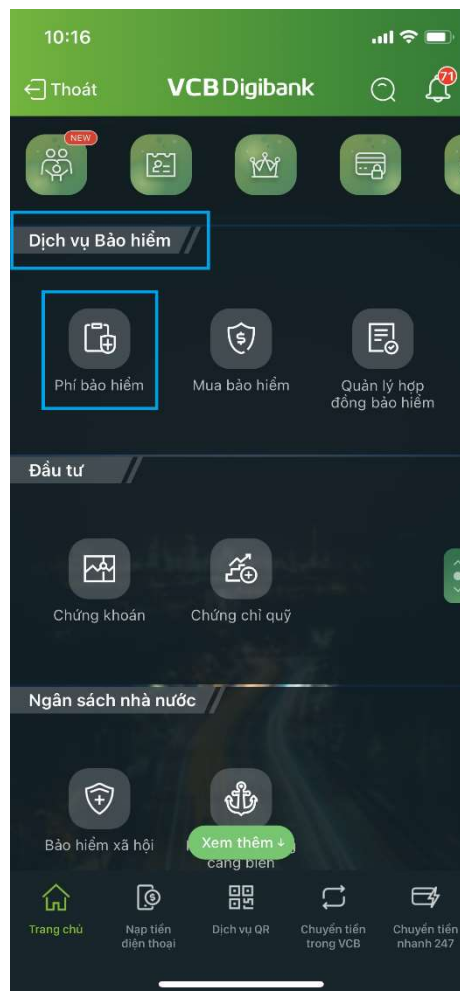 10:16
Thoát
VCB Digibank
71
NEW
Dịch vụ Bảo hiểm
Phí bảo hiểm
Mua bảo hiểm
Quản lý hợp
đồng bảo hiểm
Đầu tư
Chứng khoán
Chứng chỉ quỹ
Ngân sách nhà nước
Bảo hiểm xã hội
Xem thêm ↓
cảng biển
Trang chủ
Nạp tiền
điện thoại
Dịch vụ QR
Chuyển tiền
trong VCB
Chuyển tiền
nhanh 247